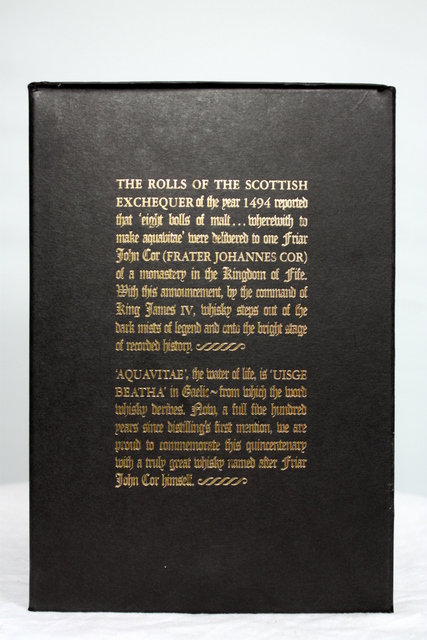 THE ROLLS OF THE SCOTTISH
EXCHEQUER of the year 1494 reported
that 'eight bolls of malt... wherewith to
make aquavitae' were delivered to one Friar
John Cor (FRATER JOHANNES COR)
of a monastery in the Kingdom of Fife.
With this announcement, by the command of
King James IV, whisky steps out of the
dark mists of legend and onto the bright stage
of recorded history.
'AQUAVITAE', the water of life, is 'UISGE
BEATHA' in Gaelic ~ from which the word
whisky derives. Now, a full five hundred
years since distilling's first mention, we are
proud to commemorate this quincentenary
with a truly great whisky named after Friar
John Cor himself.